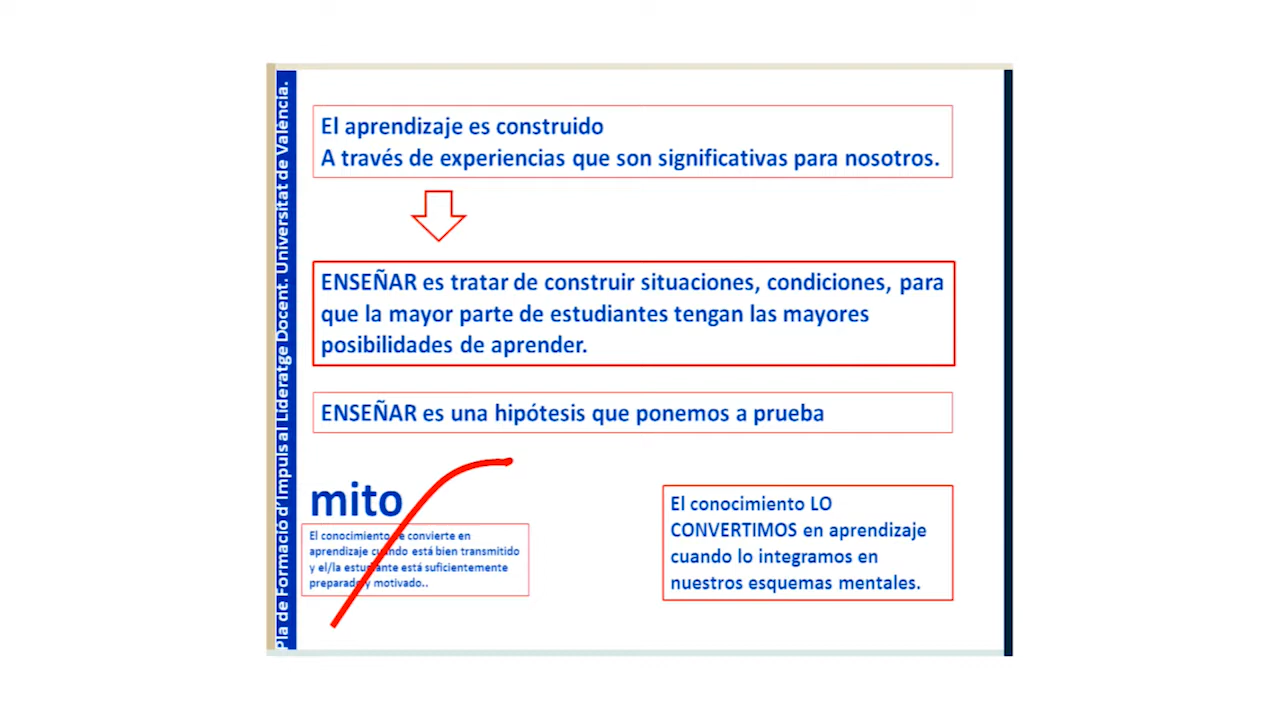 Pla de Formació d'Impuls al Lideratge Docent. Universitat de València.
El aprendizaje es construido
A través de experiencias que son significativas para nosotros.
ENSEÑAR es tratar de construir situaciones, condiciones, para
que la mayor parte de estudiantes tengan las mayores
posibilidades de aprender.
ENSEÑAR es una hipótesis que ponemos a prueba
mito
El conocimiento se convierte en
aprendizaje cuando está bien transmitido
y el/la estudiante está suficientemente
preparado y motivado..
El conocimiento LO
CONVERTIMOS en aprendizaje
cuando lo integramos en
nuestros esquemas mentales.